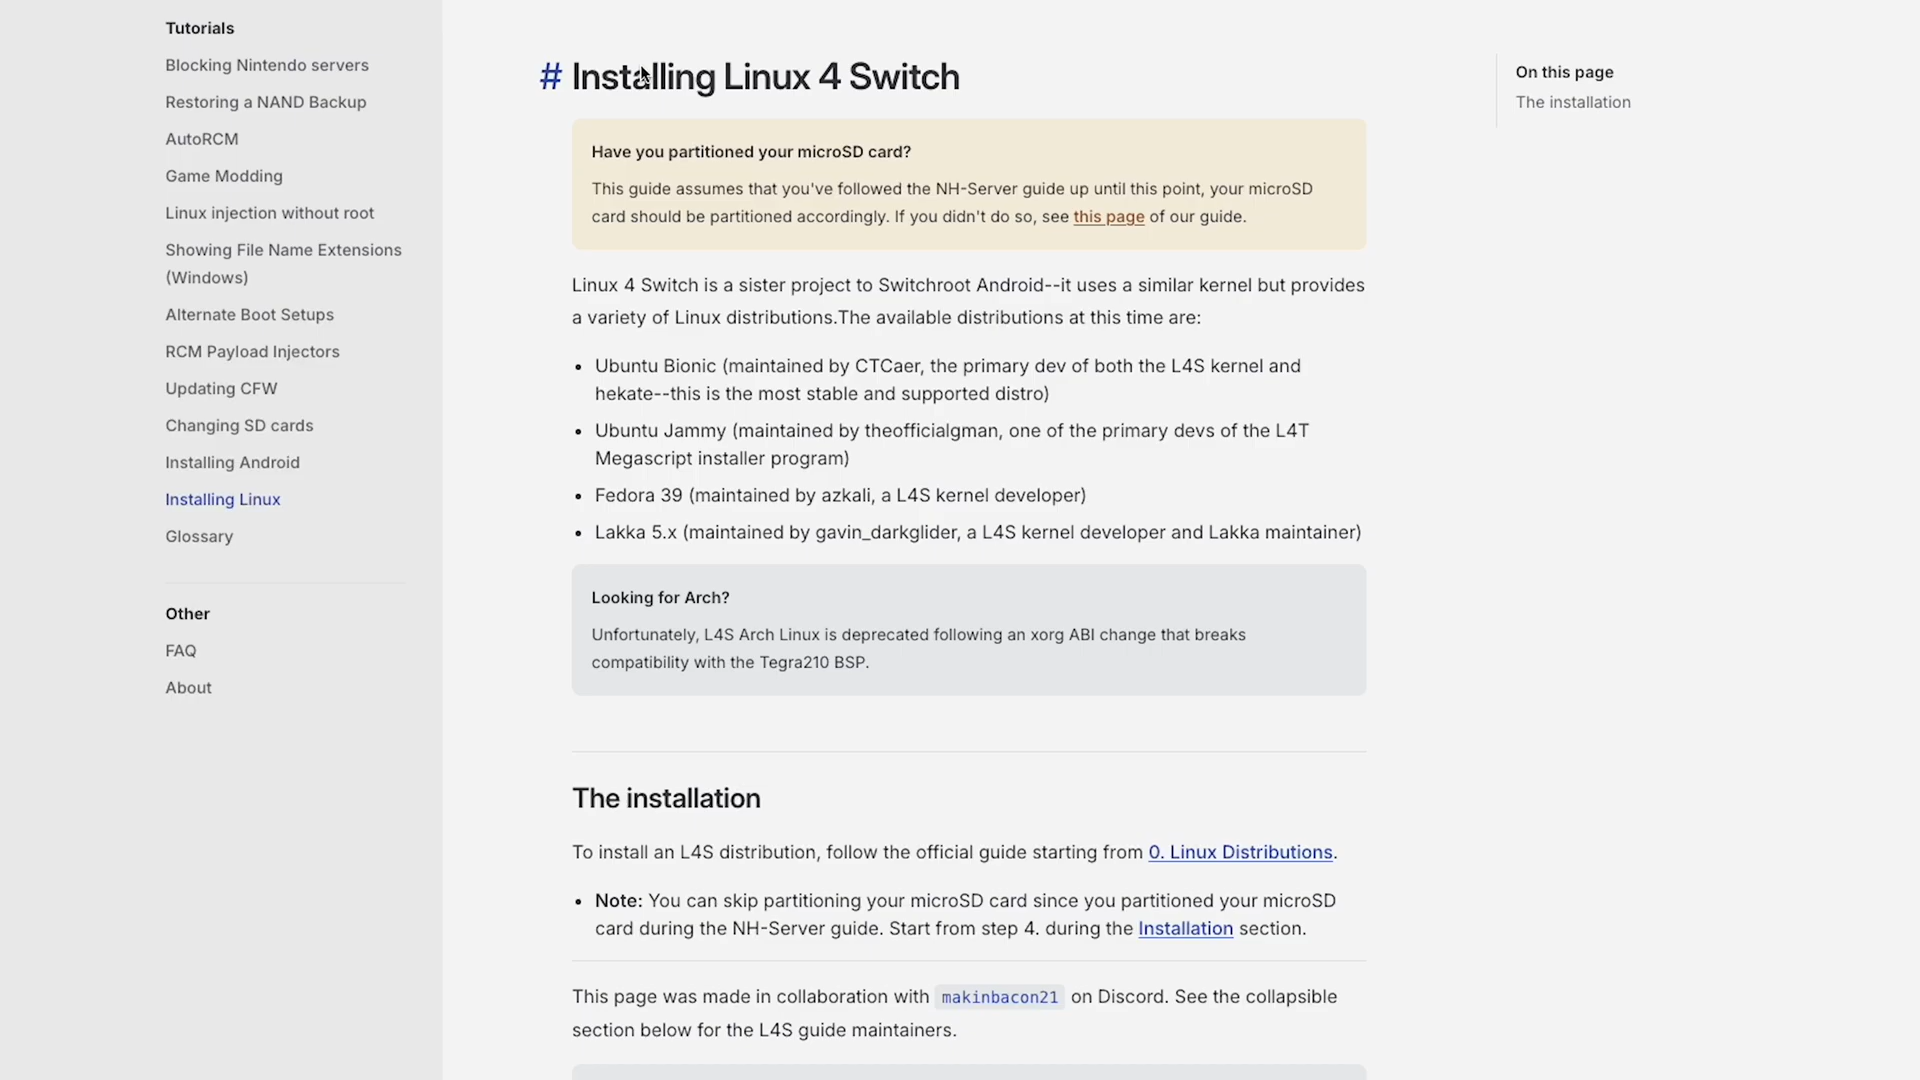 Tutorials
Blocking Nintendo servers
Restoring a NAND Backup
AutoRCM
Game Modding
Linux injection without root
Showing File Name Extensions
(Windows)
Alternate Boot Setups
RCM Payload Injectors
Updating CFW
Changing SD cards
Installing Android
Installing Linux
Glossary
Other
FAQ
About
# Installing Linux 4 Switch
Have you partitioned your microSD card?
This guide assumes that you've followed the NH-Server guide up until this point, your microSD
card should be partitioned accordingly. If you didn't do so, see this page of our guide.
Linux 4 Switch is a sister project to Switchroot Android--it uses a similar kernel but provides
a variety of Linux distributions.The available distributions at this time are:
• Ubuntu Bionic (maintained by CTCaer, the primary dev of both the L4S kernel and
hekate--this is the most stable and supported distro)
• Ubuntu Jammy (maintained by theofficialgman, one of the primary devs of the L4T
Megascript installer program)
• Fedora 39 (maintained by azkali, a L4S kernel developer)
• Lakka 5.x (maintained by gavin_darkglider, a L4S kernel developer and Lakka maintainer)
Looking for Arch?
Unfortunately, L4S Arch Linux is deprecated following an xorg ABI change that breaks
compatibility with the Tegra210 BSP.
The installation
To install an L4S distribution, follow the official guide starting from 0. Linux Distributions.
• Note: You can skip partitioning your microSD card since you partitioned your microSD
card during the NH-Server guide. Start from step 4. during the Installation section.
This page was made in collaboration with makinbacon21 on Discord. See the collapsible
section below for the L4S guide maintainers.
On this page
The installation